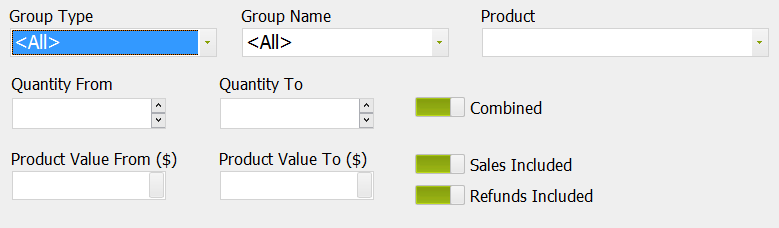 Group Type Group Name Product
<All> <All>
Quantity From Quantity To
Combined
Product Value From ($) Product Value To ($)
Sales Included
Refunds Included